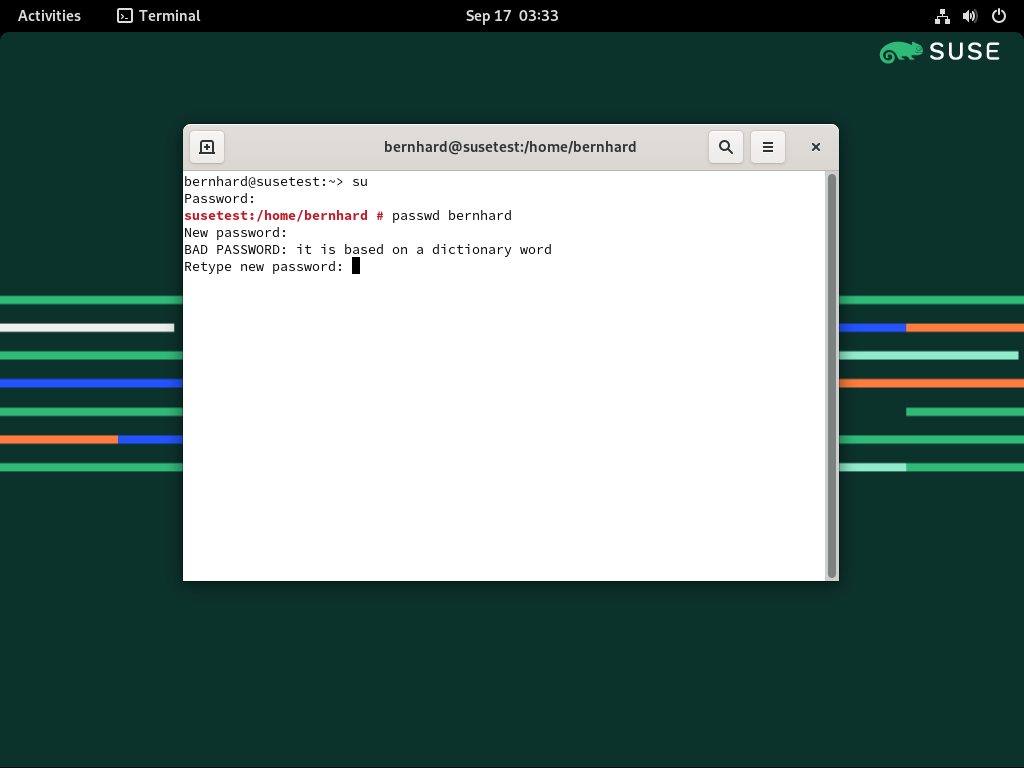 Activities Terminal Sep 17 03:33
SUSE
bernhard@susetest:/home/bernhard
bernhard@susetest:~> su
Password:
susetest:/home/bernhard # passwd bernhard
New password:
BAD PASSWORD: it is based on a dictionary word
Retype new password: